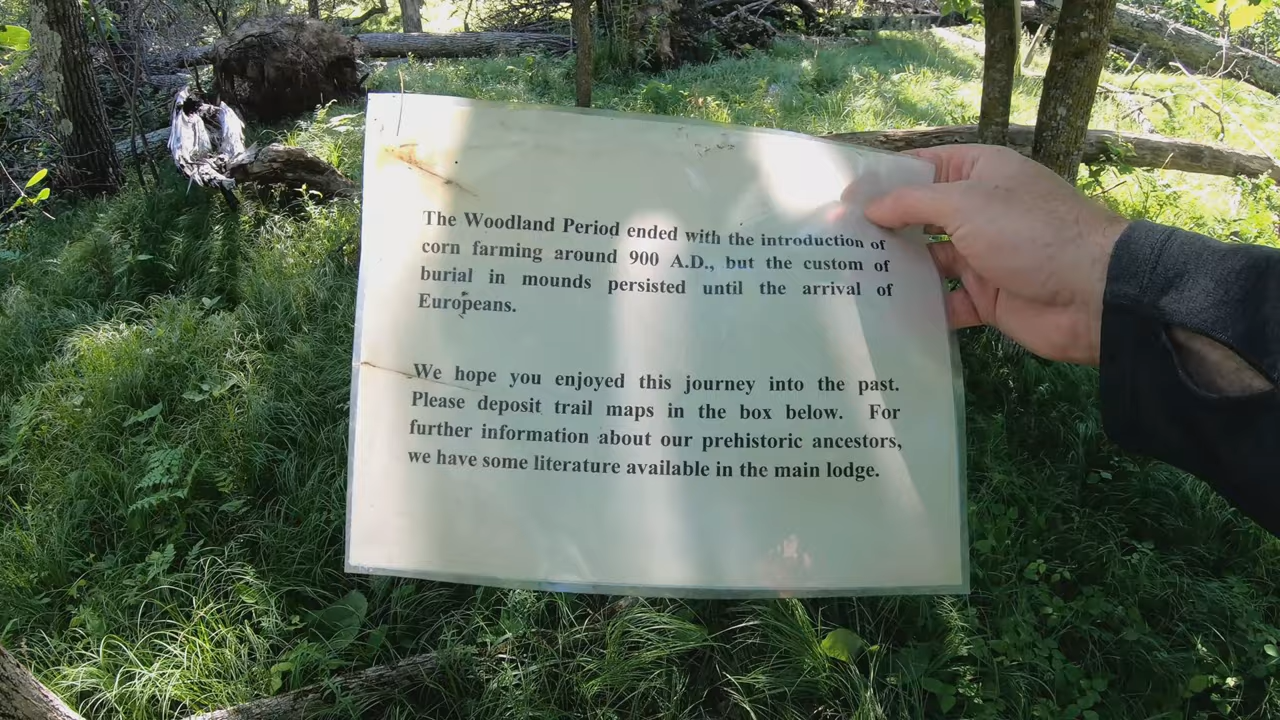 The Woodland Period ended with the introduction of
corn farming around 900 A.D., but the custom of
burial in mounds persisted until the arrival of
Europeans.
We hope you enjoyed this journey into the past.
Please deposit trail maps in the box below. For
further information about our prehistoric ancestors,
we have some literature available in the main lodge.